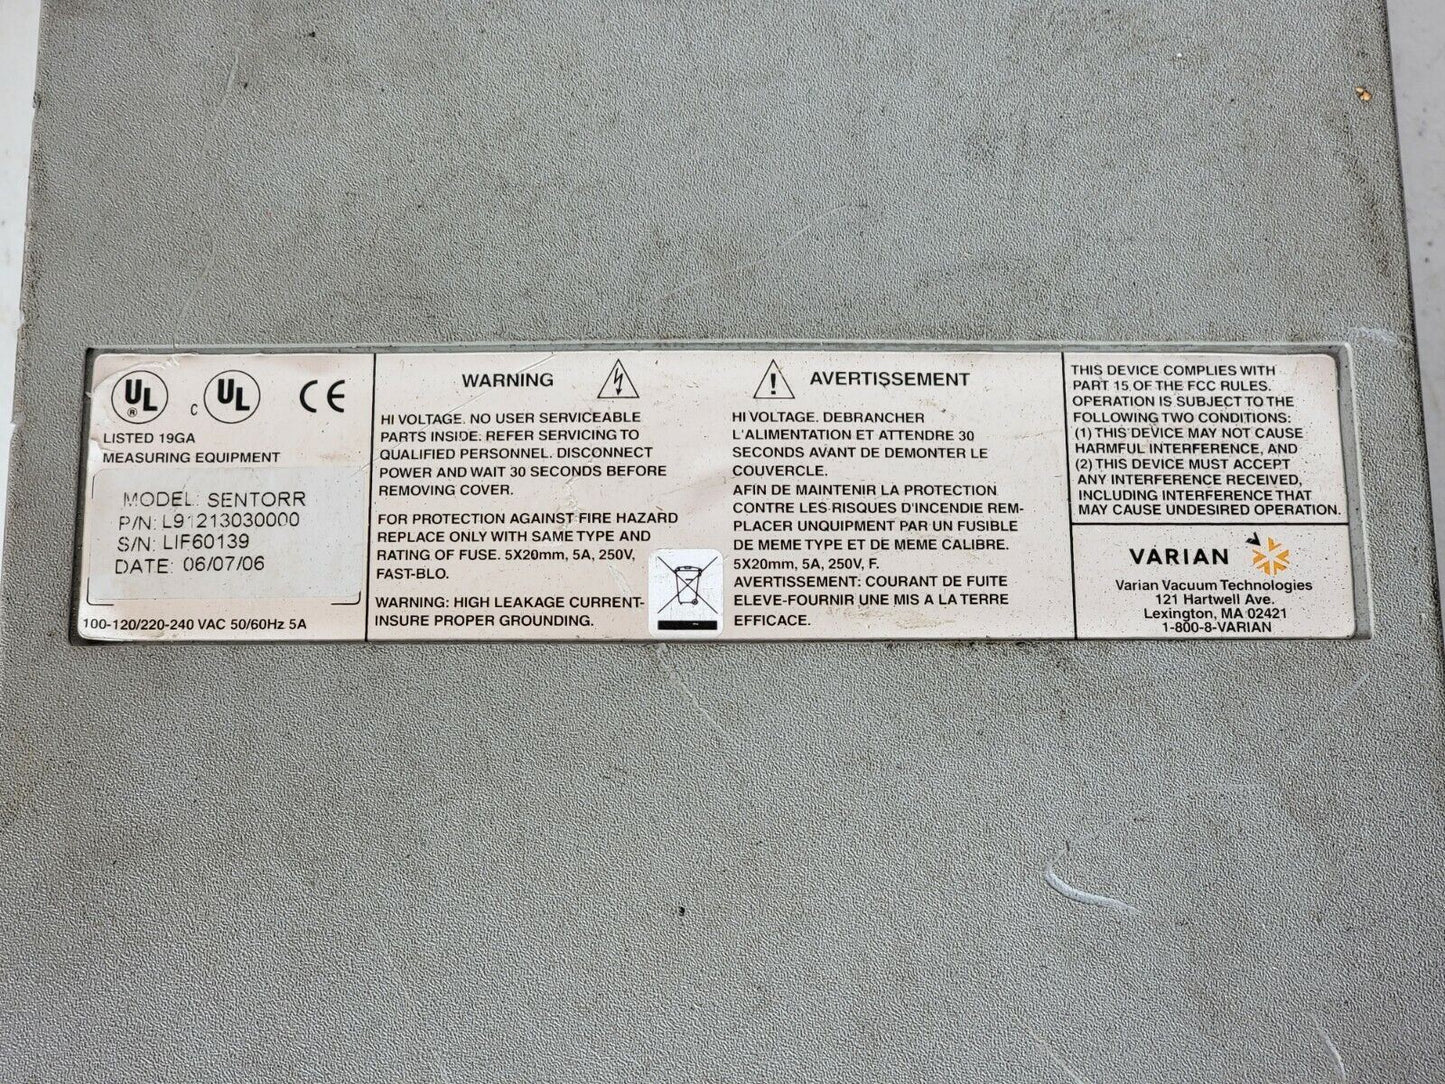 UL
®
C UL
CE
LISTED 19GA
MEASURING EQUIPMENT
MODEL: SENTORR
P/N: L91213030000
S/N: LIF60139
DATE: 06/07/06
100-120/220-240 VAC 50/60Hz 5A
WARNING
HI VOLTAGE. NO USER SERVICEABLE
PARTS INSIDE. REFER SERVICING TO
QUALIFIED PERSONNEL. DISCONNECT
POWER AND WAIT 30 SECONDS BEFORE
REMOVING COVER.
FOR PROTECTION AGAINST FIRE HAZARD
REPLACE ONLY WITH SAME TYPE AND
RATING OF FUSE. 5X20mm, 5A, 250V,
FAST-BLO.
WARNING: HIGH LEAKAGE CURRENT-
INSURE PROPER GROUNDING.
AVERTISSEMENT
HI VOLTAGE. DEBRANCHER
L'ALIMENTATION ET ATTENDRE 30
SECONDS AVANT DE DEMONTER LE
COUVERCLE.
AFIN DE MAINTENIR LA PROTECTION
CONTRE LES RISQUES D'INCENDIE REM-
PLACER UNQUIPMENT PAR UN FUSIBLE
DE MEME TYPE ET DE MEME CALIBRE.
5X20mm, 5A, 250V, F.
AVERTISSEMENT: COURANT DE FUITE
ELEVE-FOURNIR UNE MIS A LA TERRE
EFFICACE.
THIS DEVICE COMPLIES WITH
PART 15 OF THE FCC RULES.
OPERATION IS SUBJECT TO THE
FOLLOWING TWO CONDITIONS:
(1) THIS DEVICE MAY NOT CAUSE
HARMFUL INTERFERENCE, AND
(2) THIS DEVICE MUST ACCEPT
ANY INTERFERENCE RECEIVED,
INCLUDING INTERFERENCE THAT
MAY CAUSE UNDESIRED OPERATION.
VARIAN
Varian Vacuum Technologies
121 Hartwell Ave.
Lexington, MA 02421
1-800-8-VARIAN